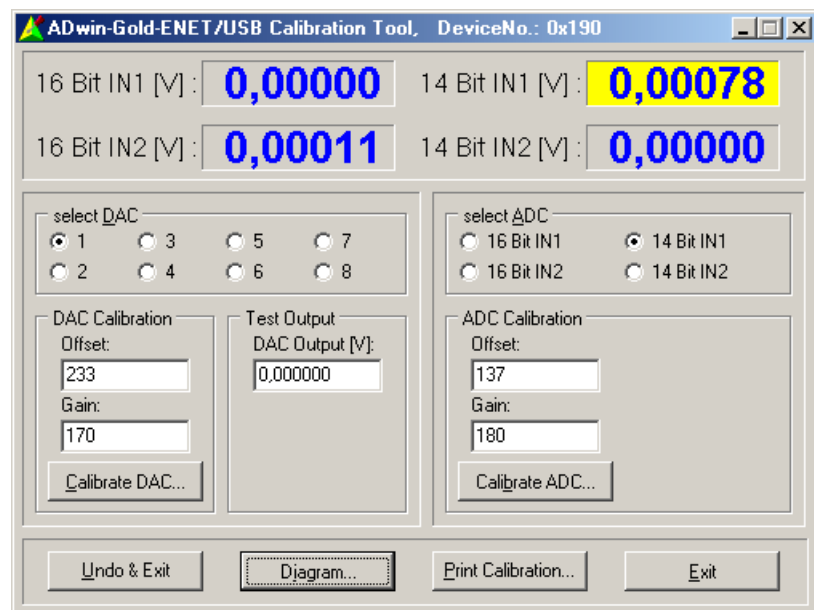 ADwin-Gold-ENET/USB Calibration Tool, DeviceNo.: 0x190
16 Bit IN1 [V] : 0,00000 14 Bit IN1 [V] : 0,00078
16 Bit IN2 [V] : 0,00011 14 Bit IN2 [V] : 0,00000
select DAC
1 3 5 7
2 4 6 8
select ADC
16 Bit IN1 14 Bit IN1
16 Bit IN2 14 Bit IN2
DAC Calibration
Offset:
233
Gain:
170
Calibrate DAC...
Test Output
DAC Output [V]:
0,000000
ADC Calibration
Offset:
137
Gain:
180
Calibrate ADC...
Undo & Exit Diagram... Print Calibration... Exit